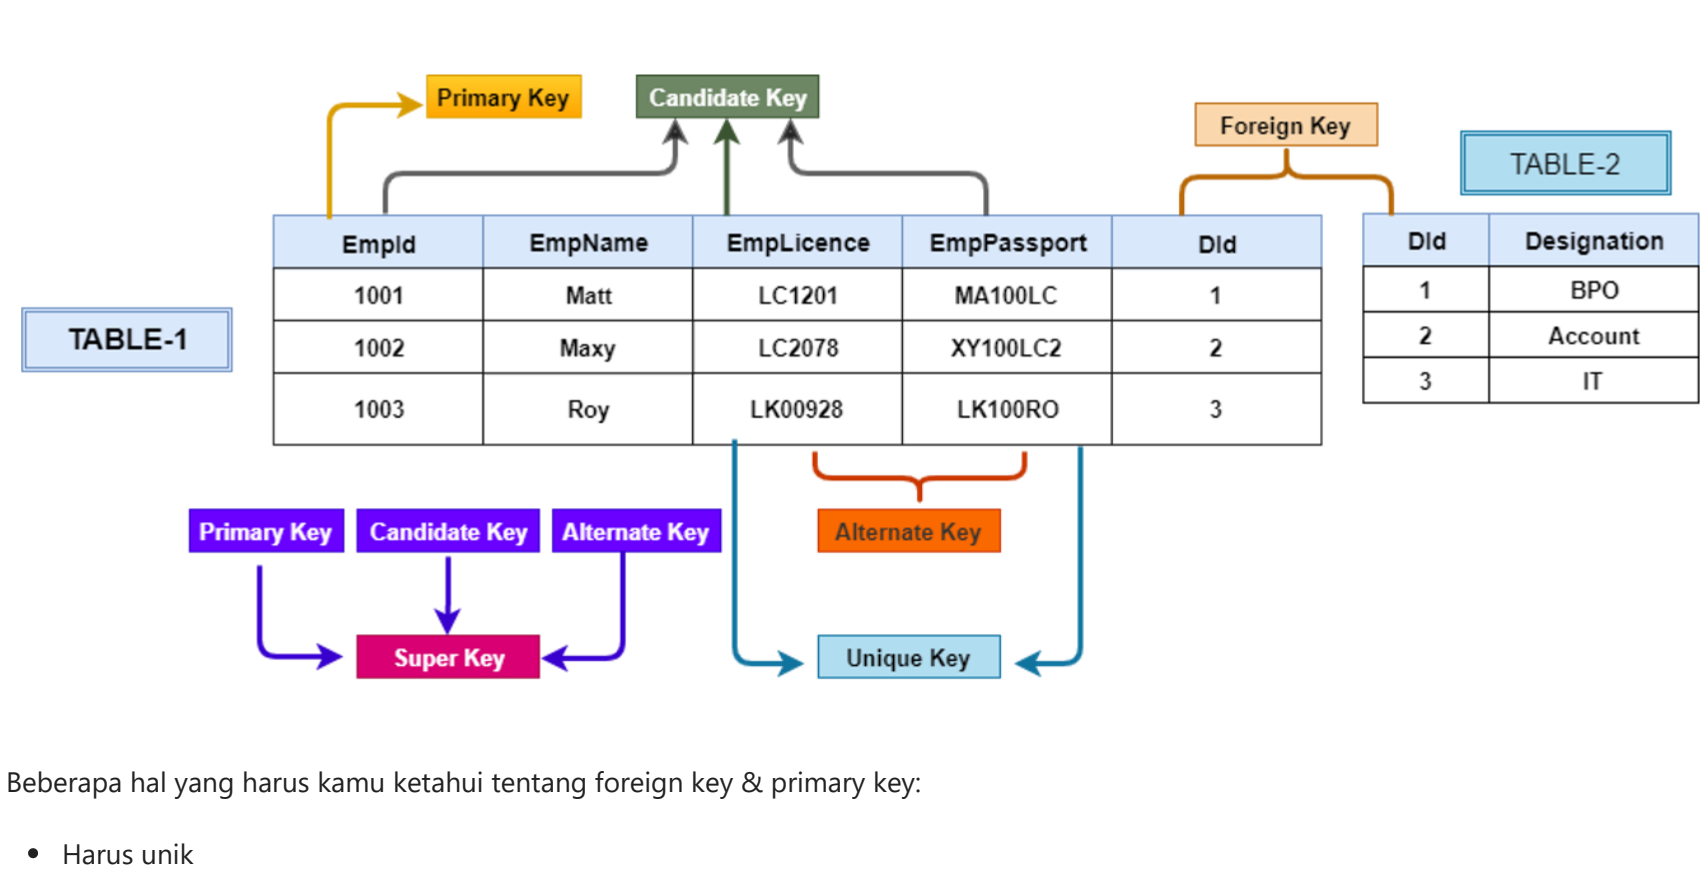 Primary Key
Candidate Key
Foreign Key
TABLE-2
EmpId EmpName EmpLicence EmpPassport DId
DId Designation
1001 Matt LC1201 MA100LC 1
1 BPO
TABLE-1
1002 Maxy LC2078 XY100LC2 2
2 Account
1003 Roy LK00928 LK100RO 3
3 IT
Primary Key Candidate Key Alternate Key
Alternate Key
Super Key
Unique Key
Beberapa hal yang harus kamu ketahui tentang foreign key & primary key:
• Harus unik